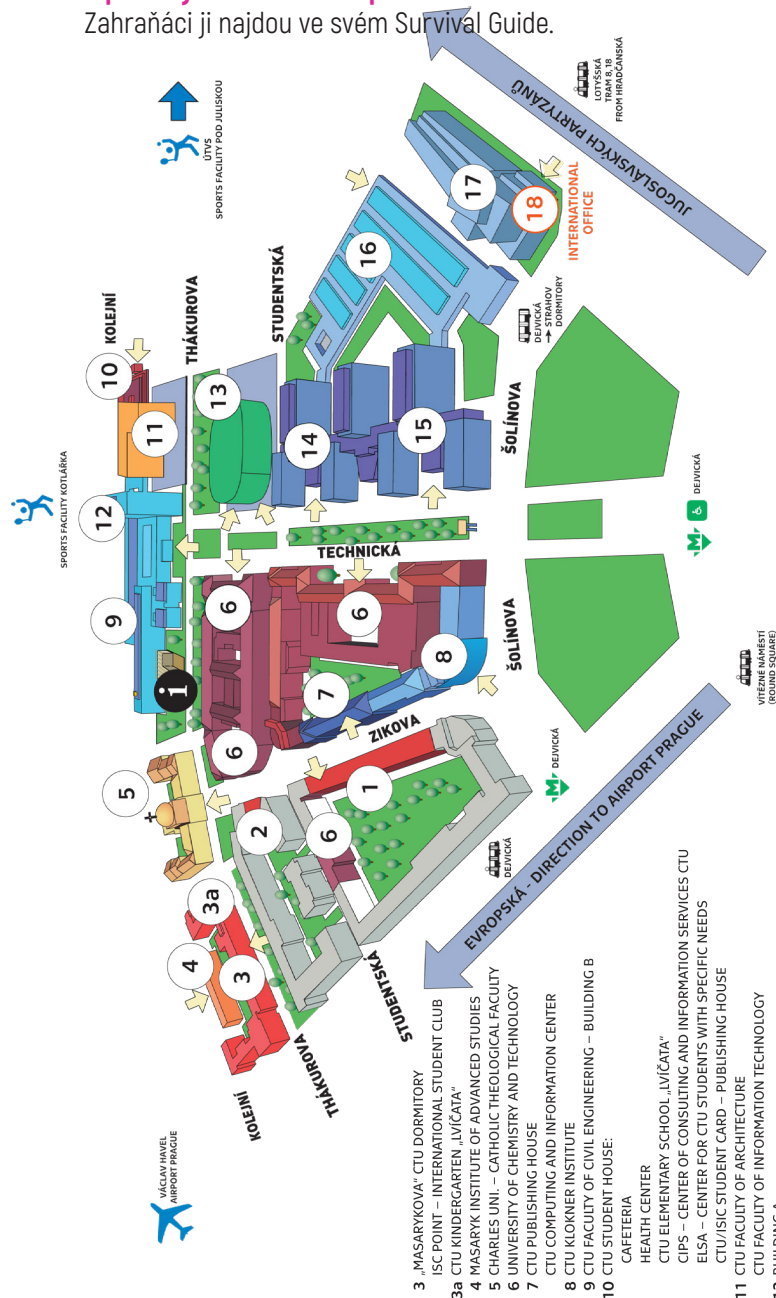 Zahraňáci ji najdou ve svém Survival Guide.
ÚTVS
SPORTS FACILITY POD JULISKOU
LOTYŠSKÁ
TRAM 8, 18
FROM HRADČANSKÁ
JUGOSLÁVSKÝCH PARTYZÁNŮ
17
18
INTERNATIONAL
OFFICE
16
STUDENTSKÁ
DEJVICKÁ
→ STRAHOV
DORMITORY
KOLEJNÍ
THÁKUROVA
10
11
13
14
15
ŠOLÍNOVA
SPORTS FACILITY KOTLÁŘKA
12
9
TECHNICKÁ
M
DEJVICKÁ
6
6
8
ŠOLÍNOVA
i
7
6
ZIKOVA
VÍTĚZNÉ NÁMĚSTÍ
(ROUND SQUARE)
5
1
2
6
M
DEJVICKÁ
DEJVICKÁ
EVROPSKÁ - DIRECTION TO AIRPORT PRAGUE
3a
4
3
STUDENTSKÁ
THÁKUROVA
KOLEJNÍ
VÁCLAV HAVEL
AIRPORT PRAGUE
3 „MASARYKOVA“ CTU DORMITORY
ISC POINT – INTERNATIONAL STUDENT CLUB
3a CTU KINDERGARTEN „LVÍČATA“
4 MASARYK INSTITUTE OF ADVANCED STUDIES
5 CHARLES UNI. – CATHOLIC THEOLOGICAL FACULTY
6 UNIVERSITY OF CHEMISTRY AND TECHNOLOGY
7 CTU PUBLISHING HOUSE
CTU COMPUTING AND INFORMATION CENTER
8 CTU KLOKNER INSTITUTE
9 CTU FACULTY OF CIVIL ENGINEERING – BUILDING B
10 CTU STUDENT HOUSE:
CAFETERIA
HEALTH CENTER
CTU ELEMENTARY SCHOOL „LVÍČATA“
CIPS – CENTER OF CONSULTING AND INFORMATION SERVICES CTU
ELSA – CENTER FOR CTU STUDENTS WITH SPECIFIC NEEDS
CTU/ISIC STUDENT CARD – PUBLISHING HOUSE
11 CTU FACULTY OF ARCHITECTURE
CTU FACULTY OF INFORMATION TECHNOLOGY
12 BUILDING A